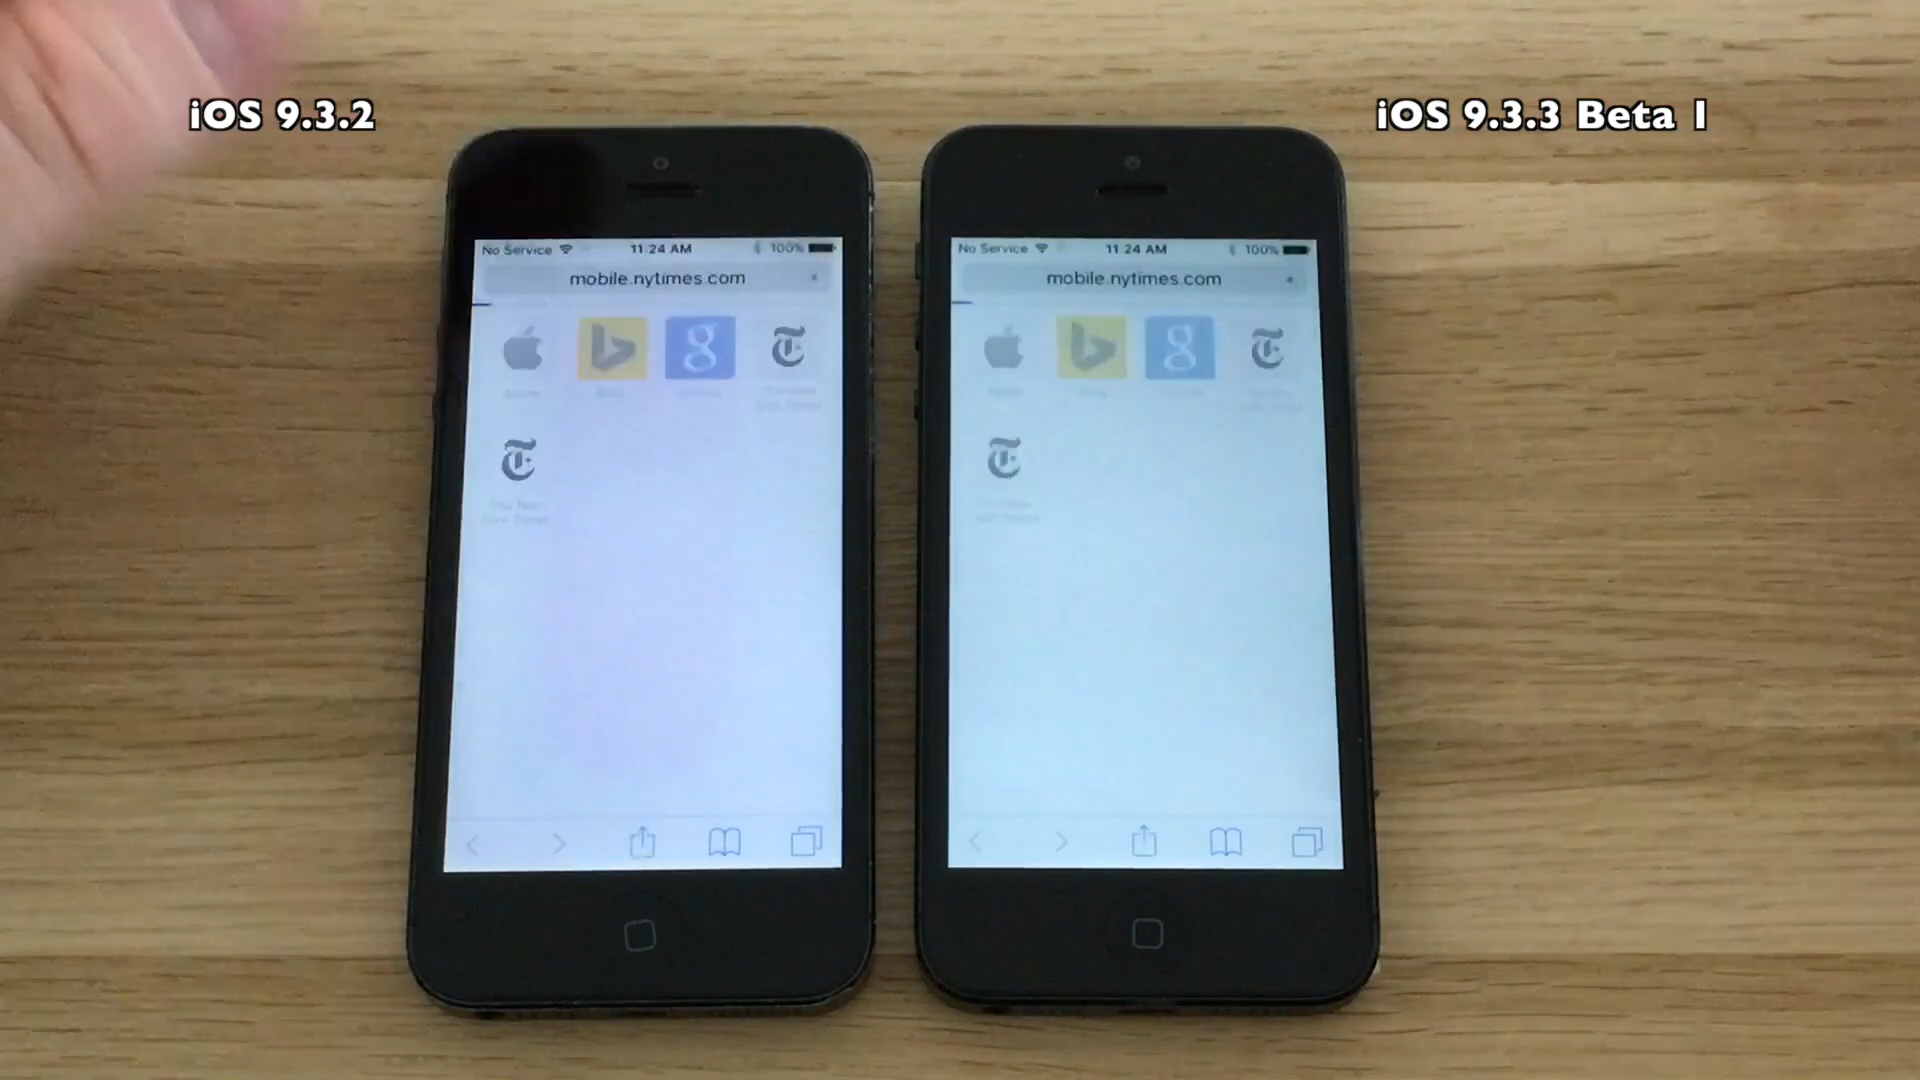 iOS 9.3.2
iOS 9.3.3 Beta 1
No Service
11:24 AM
100%
mobile.nytimes.com
No Service
11:24 AM
100%
mobile.nytimes.com